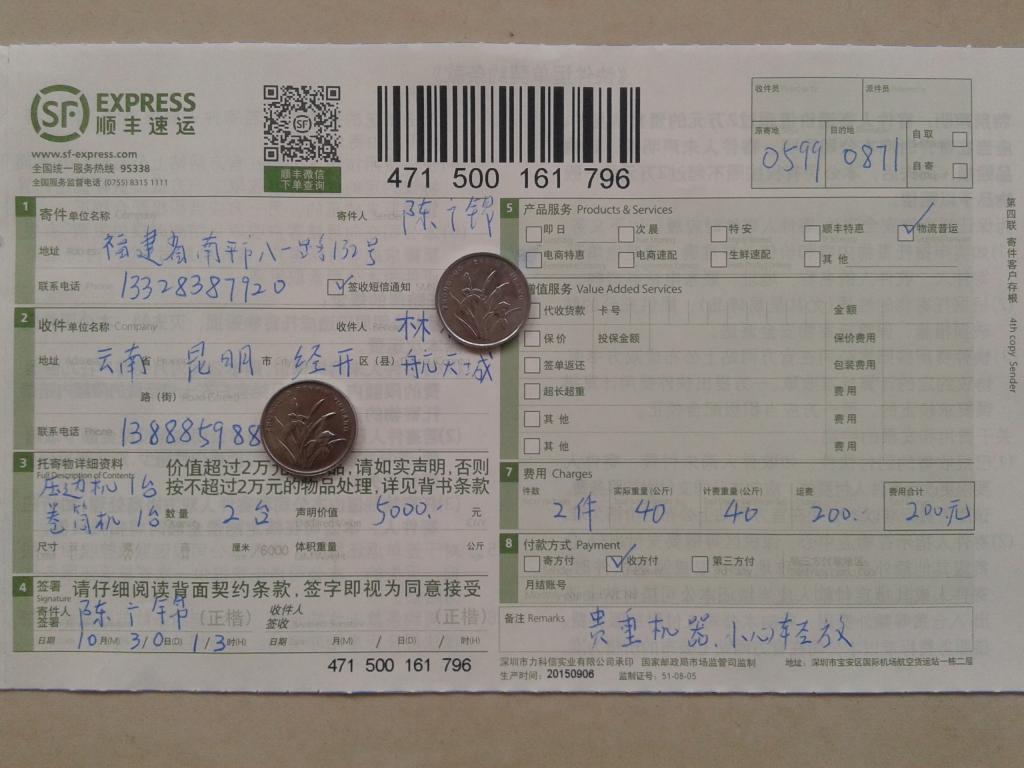 SF EXPRESS
顺丰速运
www.sf-express.com
全国统一服务热线 95338
全国服务监督电话 (0755) 8315 1111
顺丰微信
下单查询
471 500 161 796
收件员 派件员
原寄地 目的地 自取
0599 0871 自寄
1 寄件单位名称 Company 寄件人 陈广锦
地址 福建省南平市八一路132号
联系电话 Phone 13328387920 签收短信通知
2 收件单位名称 Company 收件人 林
地址 云南省 昆明市 经开区(县) 航天城
路(街)
联系电话 Phone 138885988
3 托寄物详细资料 价值超过2万元 品,请如实声明,否则
Full Description of Contents 按不超过2万元的物品处理,详见背书条款
压边机 1台
卷筒机 1台 数量 2台 声明价值 5000.- 元
尺寸 厘米 6000 体积重量 公斤
4 签署 Signature 请仔细阅读背面契约条款,签字即视为同意接受
寄件人签署 陈广锦 (正楷) 收件人签收 (正楷)
日期 10月(M) 30日(D) 13时(H) 日期 月(M) / 日(D) / 时(H)
471 500 161 796
5 产品服务 Products & Services
即日 次晨 特安 顺丰特惠 物流普运
电商特惠 电商速配 生鲜速配 其他
增值服务 Value Added Services
代收货款 卡号 金额
保价 投保金额 保价费用
签单返还 包装费用
超长超重 费用
其他 费用
其他 费用
7 费用 Charges
件数 实际重量(公斤) 计费重量(公斤) 运费 费用合计
2件 40 40 200. 200元
8 付款方式 Payment
寄方付 收方付 第三方付
月结账号
备注 Remarks 贵重机器.小心轻放
深圳市力科信实业有限公司承印 国家邮政局市场监管司监制 地址:深圳市宝安区国际机场航空货运站一栋二层
生产时间:20150906 监制证号:51-08-05
第四联 寄件客户存根 4th copy Sender